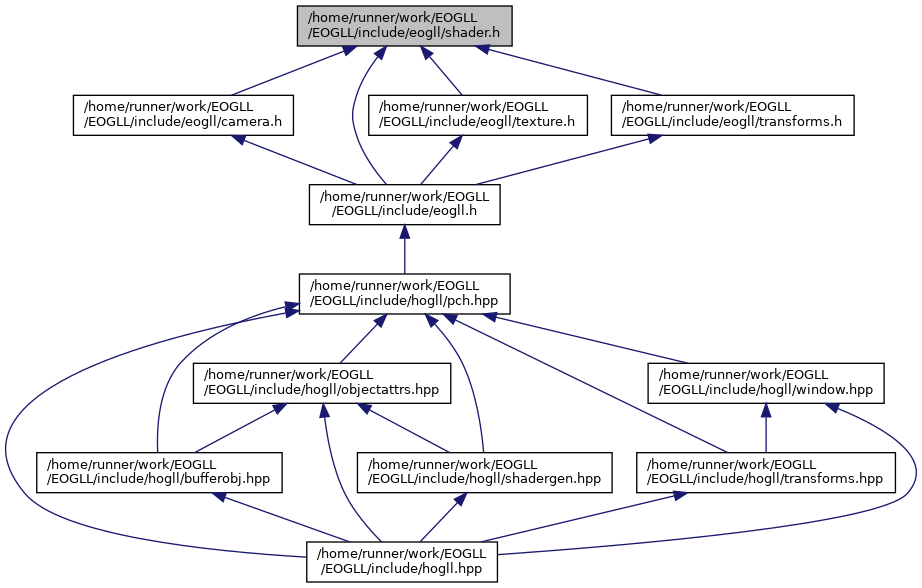 /home/runner/work/EOGLL
/EOGLL/include/eogll/shader.h
/home/runner/work/EOGLL
/EOGLL/include/eogll/camera.h
/home/runner/work/EOGLL
/EOGLL/include/eogll/texture.h
/home/runner/work/EOGLL
/EOGLL/include/eogll/transforms.h
/home/runner/work/EOGLL
/EOGLL/include/eogll.h
/home/runner/work/EOGLL
/EOGLL/include/hogll/pch.hpp
/home/runner/work/EOGLL
/EOGLL/include/hogll/objectattrs.hpp
/home/runner/work/EOGLL
/EOGLL/include/hogll/window.hpp
/home/runner/work/EOGLL
/EOGLL/include/hogll/bufferobj.hpp
/home/runner/work/EOGLL
/EOGLL/include/hogll/shadergen.hpp
/home/runner/work/EOGLL
/EOGLL/include/hogll/transforms.hpp
/home/runner/work/EOGLL
/EOGLL/include/hogll.hpp